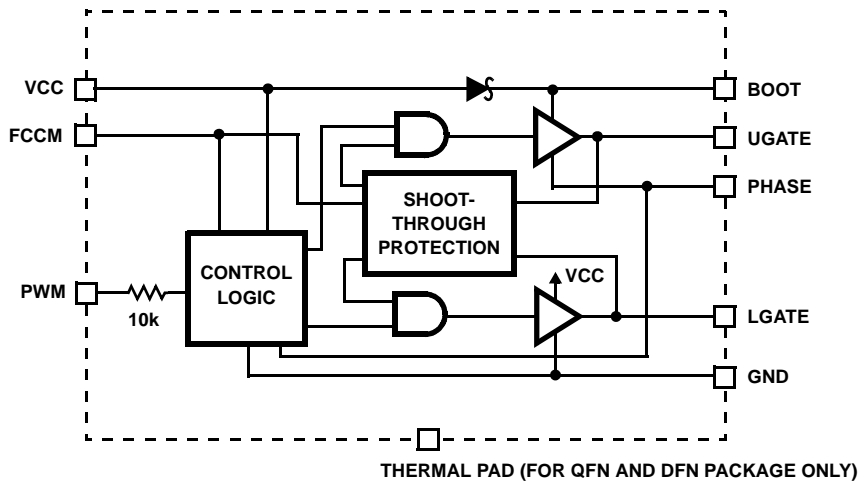 VCC
BOOT
FCCM
UGATE
PHASE
SHOOT-
THROUGH
PROTECTION
CONTROL
LOGIC
VCC
PWM
10k
LGATE
GND
THERMAL PAD (FOR QFN AND DFN PACKAGE ONLY)